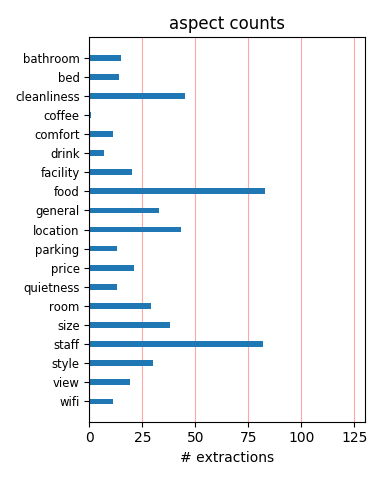 aspect counts
bathroom
bed
cleanliness
coffee
comfort
drink
facility
food
general
location
parking
price
quietness
room
size
staff
style
view
wifi
0 25 50 75 100 125
# extractions